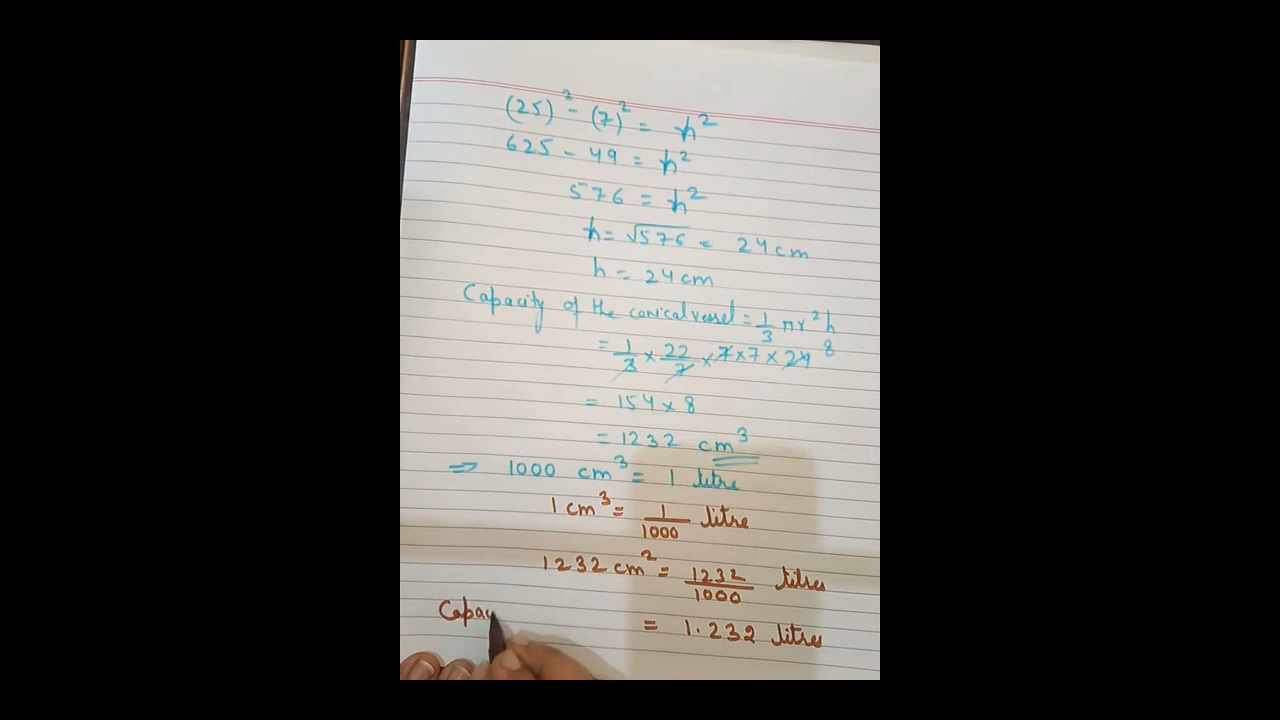 (25)² - (7)² = h²
625 - 49 = h²
576 = h²
h = √576 = 24 cm
h = 24 cm
Capacity of the conical vessel = 1/3 πr²h
= 1/3 × 22/7 × 7 × 7 × 24 8
= 154 × 8
= 1232 cm³
⇒ 1000 cm³ = 1 litre
1 cm³ = 1/1000 litre
1232 cm² = 1232/1000 litres
= 1.232 litres
Capac